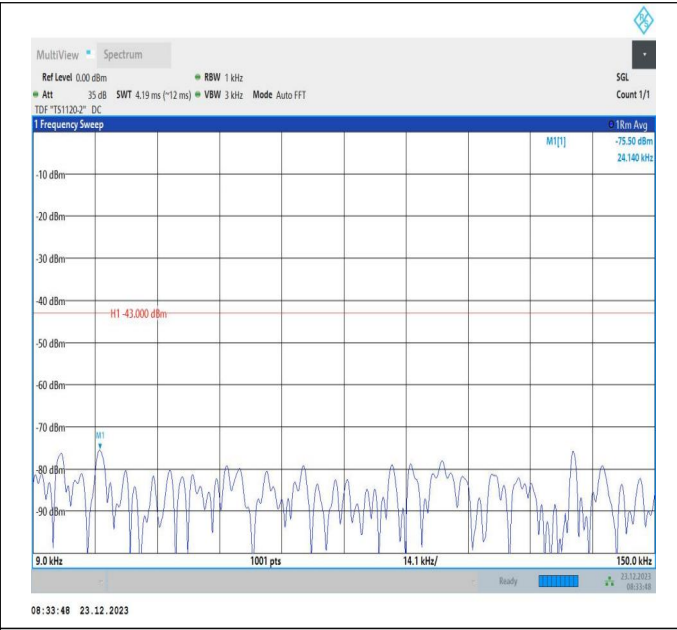 MultiView Spectrum
Ref Level 0.00 dBm RBW 1 kHz SGL
Att 35 dB SWT 4.19 ms (~12 ms) VBW 3 kHz Mode Auto FFT Count 1/1
TDF "TS1120-2" DC
1 Frequency Sweep 1Rm Avg
M1[1] -75.50 dBm
24.140 kHz
-10 dBm
-20 dBm
-30 dBm
-40 dBm
H1 -43.000 dBm
-50 dBm
-60 dBm
-70 dBm
M1
-80 dBm
-90 dBm
9.0 kHz 1001 pts 14.1 kHz/ 150.0 kHz
Ready 23.12.2023
08:33:48
08:33:48 23.12.2023